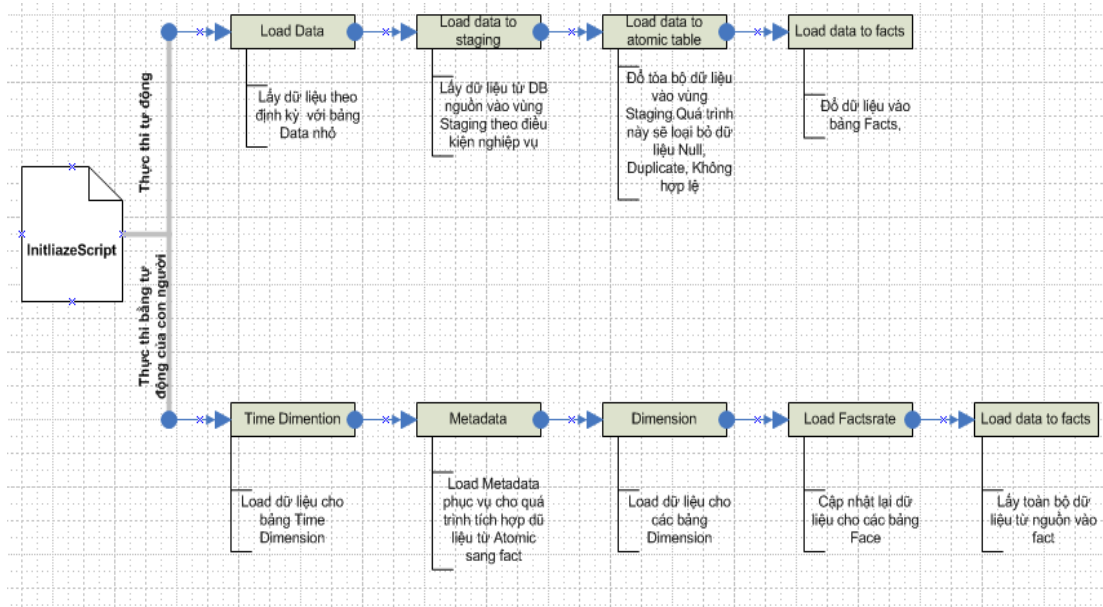 Load Data
Load data to
staging
Load data to
atomic table
Load data to facts
Lấy dữ liệu theo
định kỳ với bảng
Data nhỏ
Lấy dữ liệu từ DB
nguồn vào vùng
Staging theo điều
kiện nghiệp vụ
Đổ tòa bộ dữ liệu
vào vùng
Staging.Quá trình
này sẽ loại bỏ dữ
liệu Null,
Duplicate, Không
hợp lệ
Đổ dữ liệu vào
bảng Facts,
Thực thi tự động
InitliazeScript
Thực thi bằng tự
động của con người
Time Dimention
Metadata
Dimension
Load Factsrate
Load data to facts
Load dữ liệu cho
bảng Time
Dimension
Load Metadata
phục vụ cho quá
trình tích hợp dũ
liệu từ Atomic
sang fact
Load dữ liệu cho
các bảng
Dimension
Cập nhật lại dữ
liệu cho các bảng
Face
Lấy toàn bộ dữ
liệu từ nguồn vào
fact